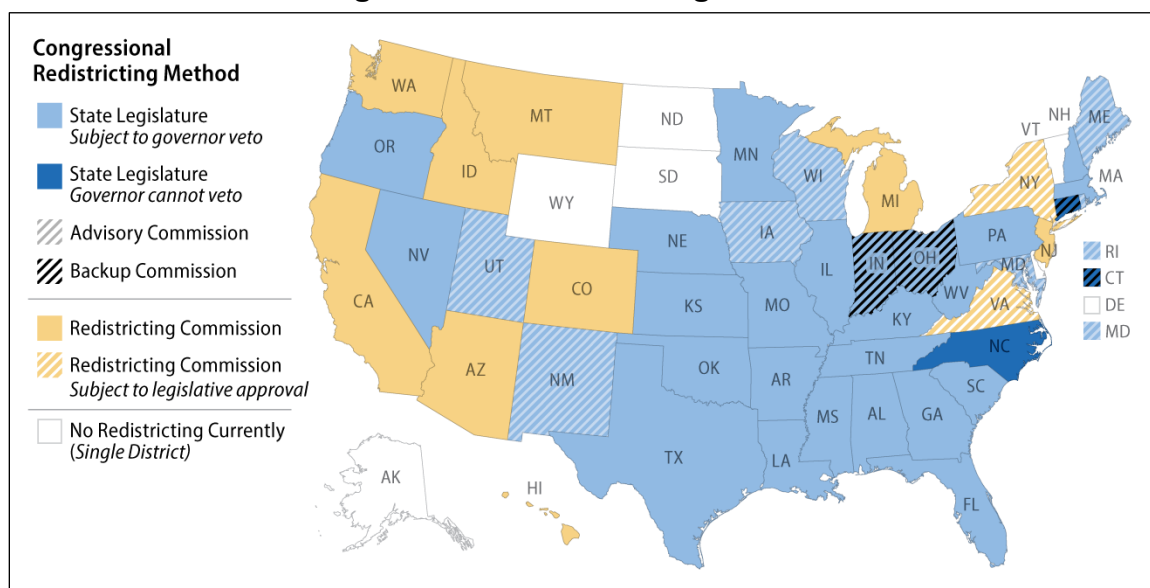 Congressional
Redistricting Method
State Legislature
Subject to governor veto
State Legislature
Governor cannot veto
Advisory Commission
Backup Commission
Redistricting Commission
Redistricting Commission
Subject to legislative approval
No Redistricting Currently
(Single District)
WA
MT
ND
MN
OR
ID
SD
WI
WY
MI
VT
NH
ME
NY
MA
NV
UT
CO
NE
IA
IL
IN
OH
PA
NJ
RI
CT
DE
MD
CA
KS
MO
KY
WV
VA
MD
AZ
NM
OK
AR
TN
NC
SC
TX
LA
MS
AL
GA
FL
AK
HI